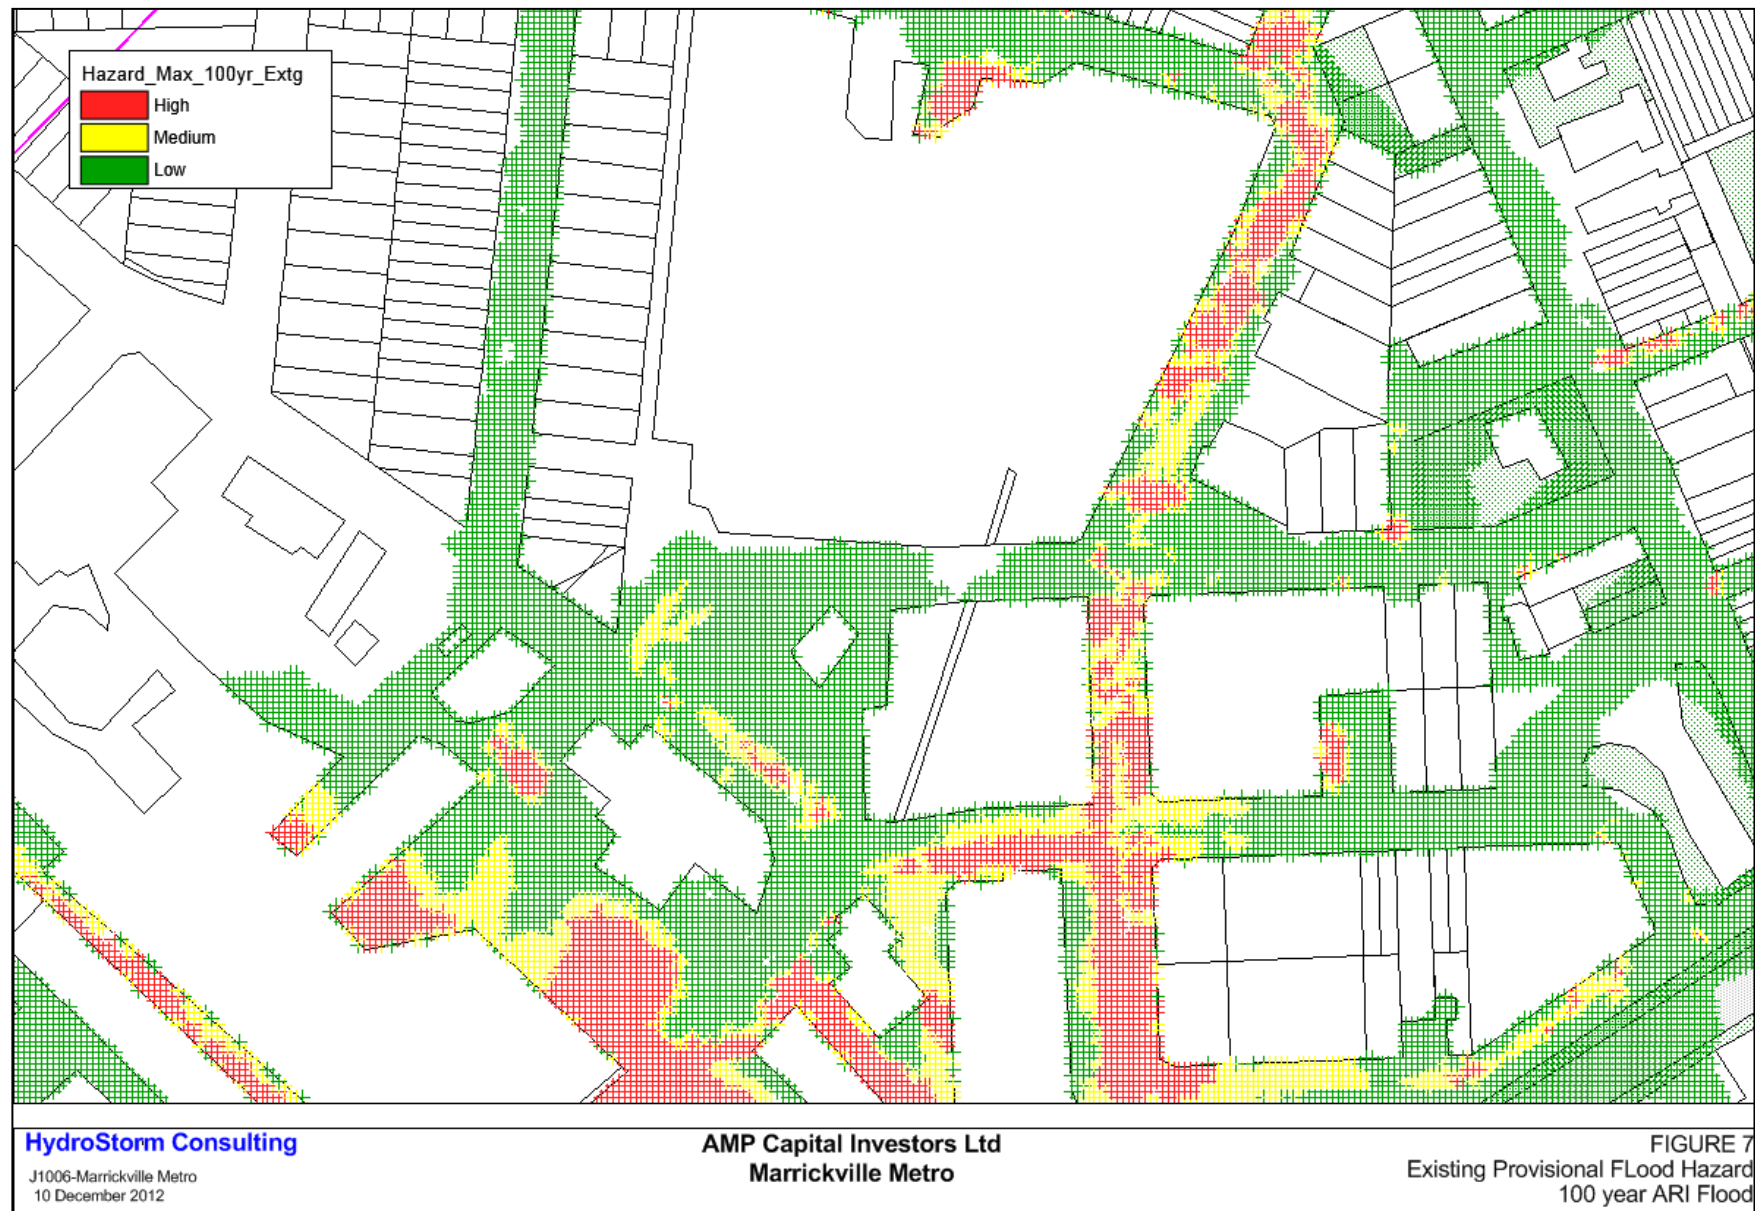 Hazard_Max_100yr_Extg
High
Medium
Low
HydroStorm Consulting
J1006-Marrickville Metro
10 December 2012
AMP Capital Investors Ltd
Marrickville Metro
FIGURE 7
Existing Provisional FLood Hazard
100 year ARI Flood